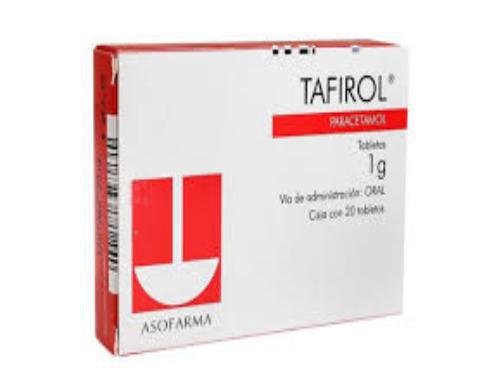 TAFIROL®
PARACETAMOL
Tabletas
1g
Vía de administración: ORAL
Caja con 20 tabletas
ASOFARMA